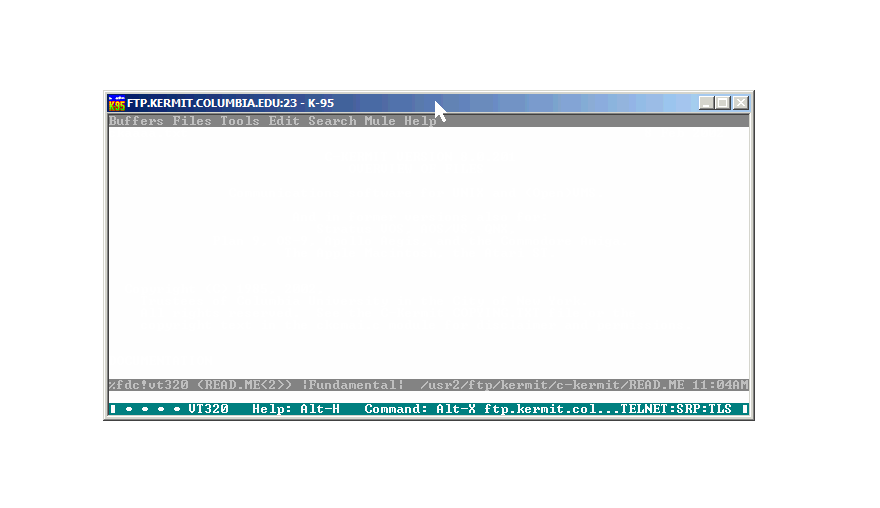 K-95 FTP.KERMIT.COLUMBIA.EDU:23 - K-95
Buffers Files Tools Edit Search Mule Help
%fdc!vt320 (READ.ME<2>) ¦Fundamental¦ /usr2/ftp/kermit/c-kermit/READ.ME 11:04AM
VT320 Help: Alt-H Command: Alt-X ftp.kermit.col...TELNET:SRP:TLS